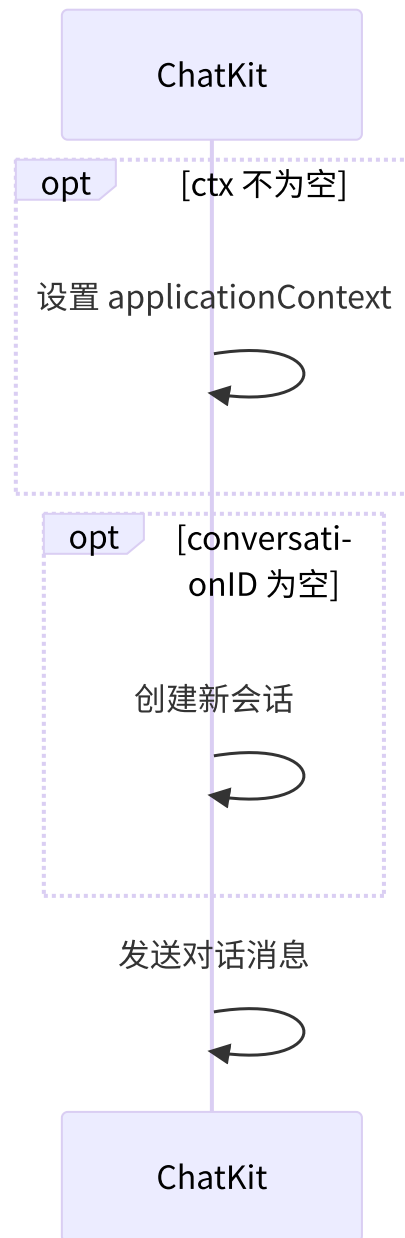 ChatKit
opt
[ctx 不为空]
设置 applicationContext
opt
[conversati-
onID 为空]
创建新会话
发送对话消息
ChatKit